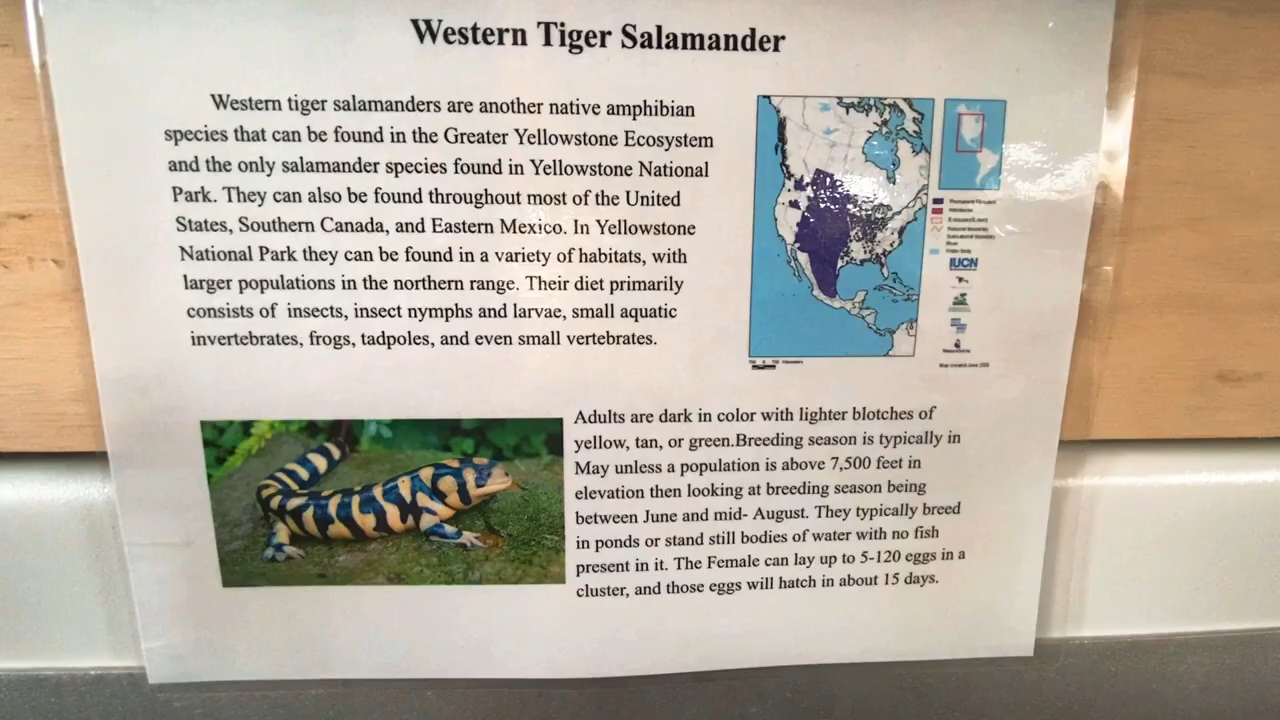 Western Tiger Salamander
Western tiger salamanders are another native amphibian
species that can be found in the Greater Yellowstone Ecosystem
and the only salamander species found in Yellowstone National
Park. They can also be found throughout most of the United
States, Southern Canada, and Eastern Mexico. In Yellowstone
National Park they can be found in a variety of habitats, with
larger populations in the northern range. Their diet primarily
consists of insects, insect nymphs and larvae, small aquatic
invertebrates, frogs, tadpoles, and even small vertebrates.
IUCN
Adults are dark in color with lighter blotches of
yellow, tan, or green.Breeding season is typically in
May unless a population is above 7,500 feet in
elevation then looking at breeding season being
between June and mid- August. They typically breed
in ponds or stand still bodies of water with no fish
present in it. The Female can lay up to 5-120 eggs in a
cluster, and those eggs will hatch in about 15 days.